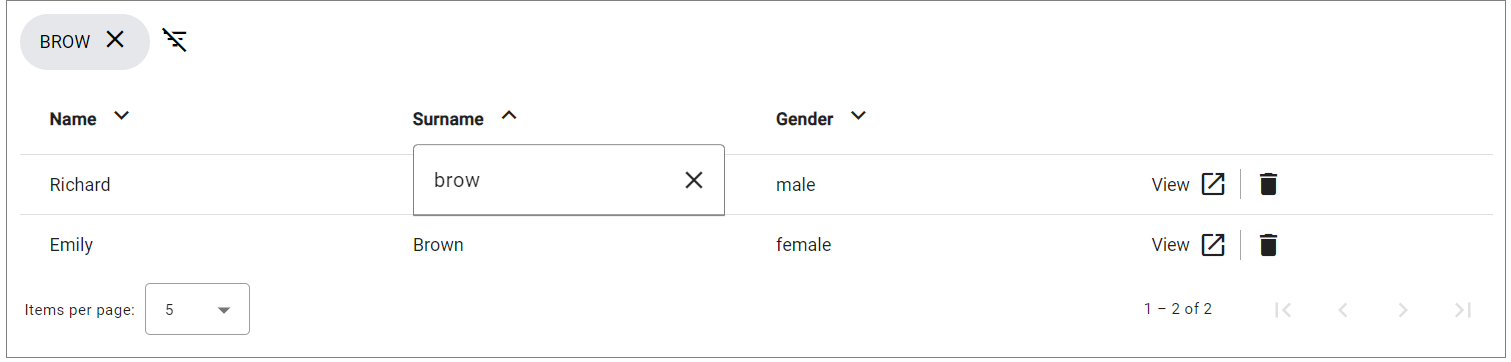 BROW
Name Surname Gender
brow
Richard male View
Emily Brown female View
Items per page: 5 1 – 2 of 2